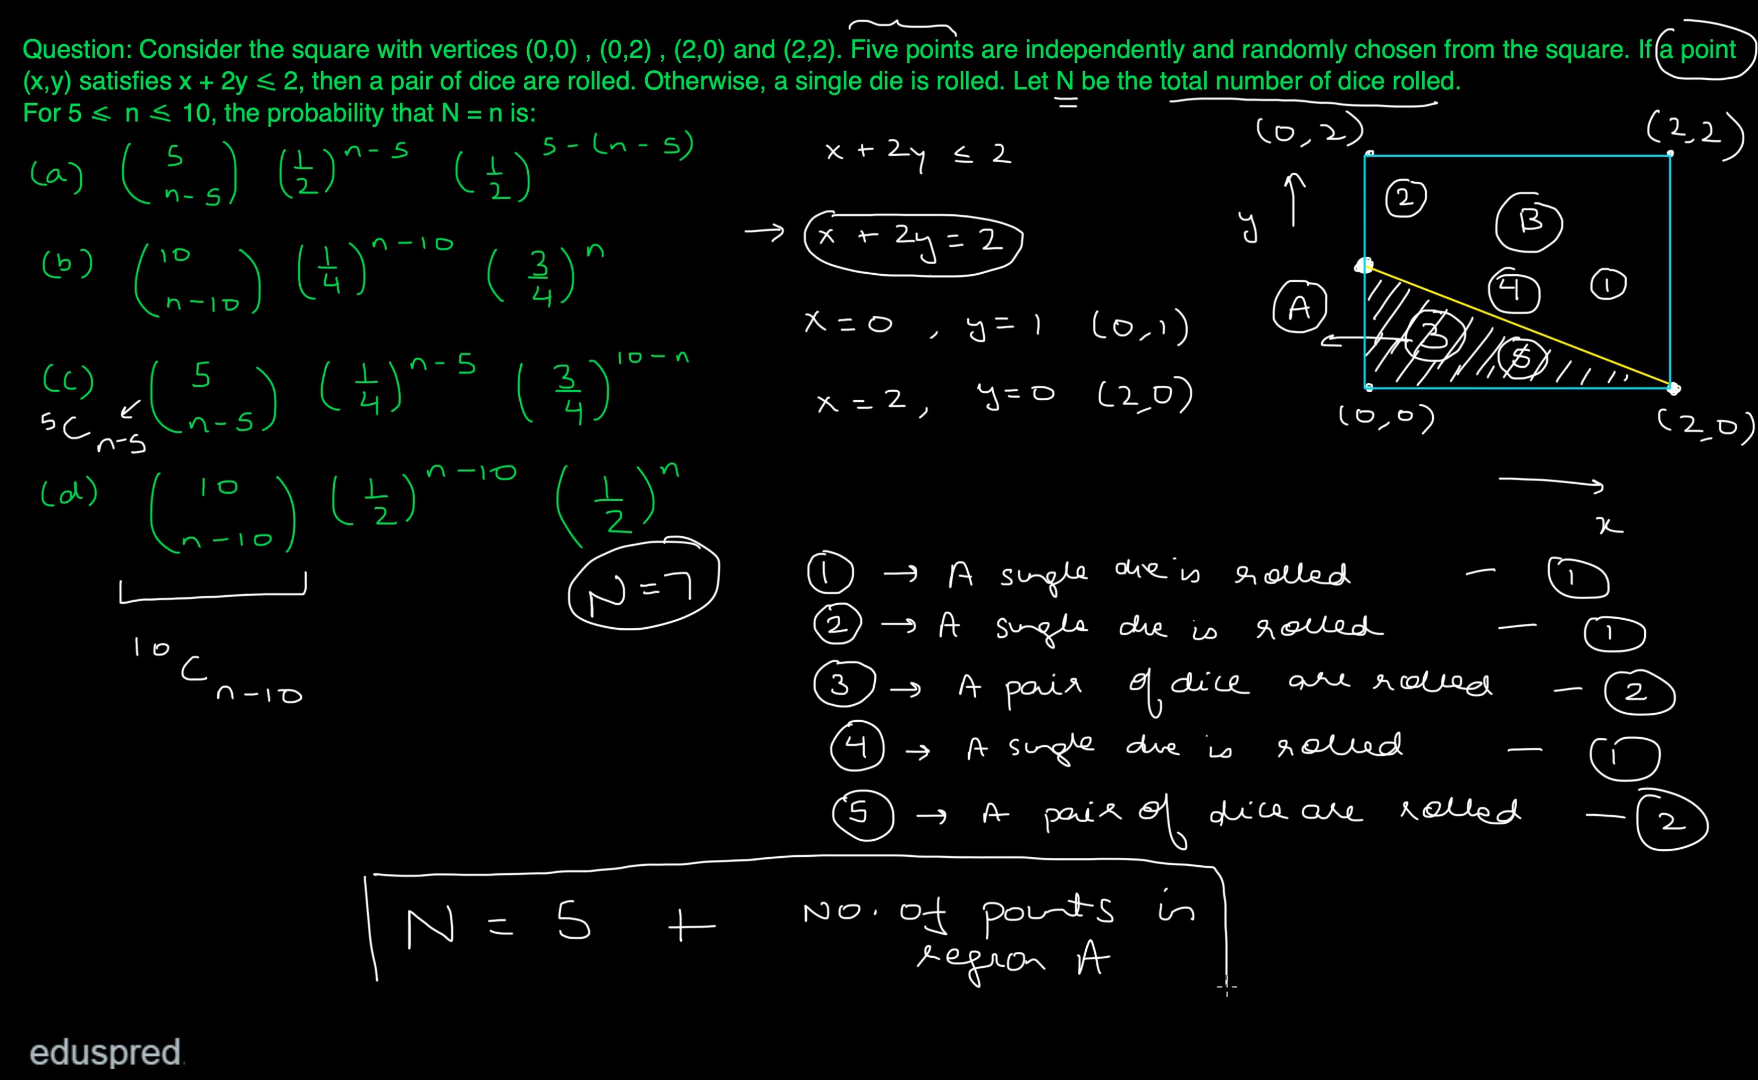 Question: Consider the square with vertices (0,0) , (0,2) , (2,0) and (2,2). Five points are independently and randomly chosen from the square. If a point
(x,y) satisfies x + 2y ⩽ 2, then a pair of dice are rolled. Otherwise, a single die is rolled. Let N be the total number of dice rolled.
For 5 ⩽ n ⩽ 10, the probability that N = n is:
(a) (5 n-5) (1/2)^n-5 (1/2)^5-(n-5)
(b) (10 n-10) (1/4)^n-10 (3/4)^n
(c) (5 n-5) (1/4)^n-5 (3/4)^10-n
5Cn-5
(d) (10 n-10) (1/2)^n-10 (1/2)^n
10Cn-10
N=7
x + 2y ≤ 2
→ x + 2y = 2
x=0 , y=1 (0,1)
x=2, y=0 (2,0)
(0,2) (2,2)
y ↑
2 B
4 1
A
3 5
(0,0) (2,0)
x
1 → A single die is rolled — 1
2 → A single die is rolled — 1
3 → A pair of dice are rolled — 2
4 → A single die is rolled — 1
5 → A pair of dice are rolled — 2
N = 5 + No. of points in
region A
eduspred.